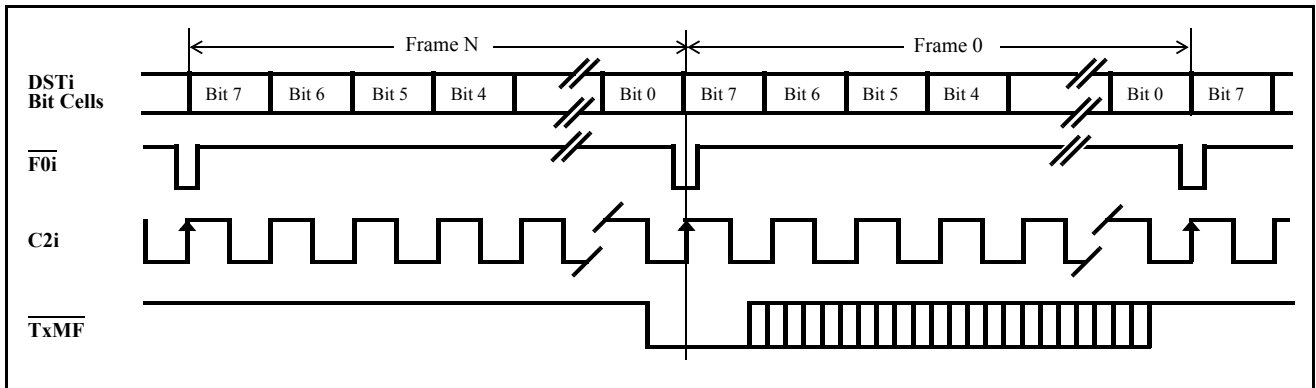 Frame N Frame 0
DSTi
Bit Cells
Bit 7 Bit 6 Bit 5 Bit 4 Bit 0 Bit 7 Bit 6 Bit 5 Bit 4 Bit 0 Bit 7
F0i
C2i
TxMF